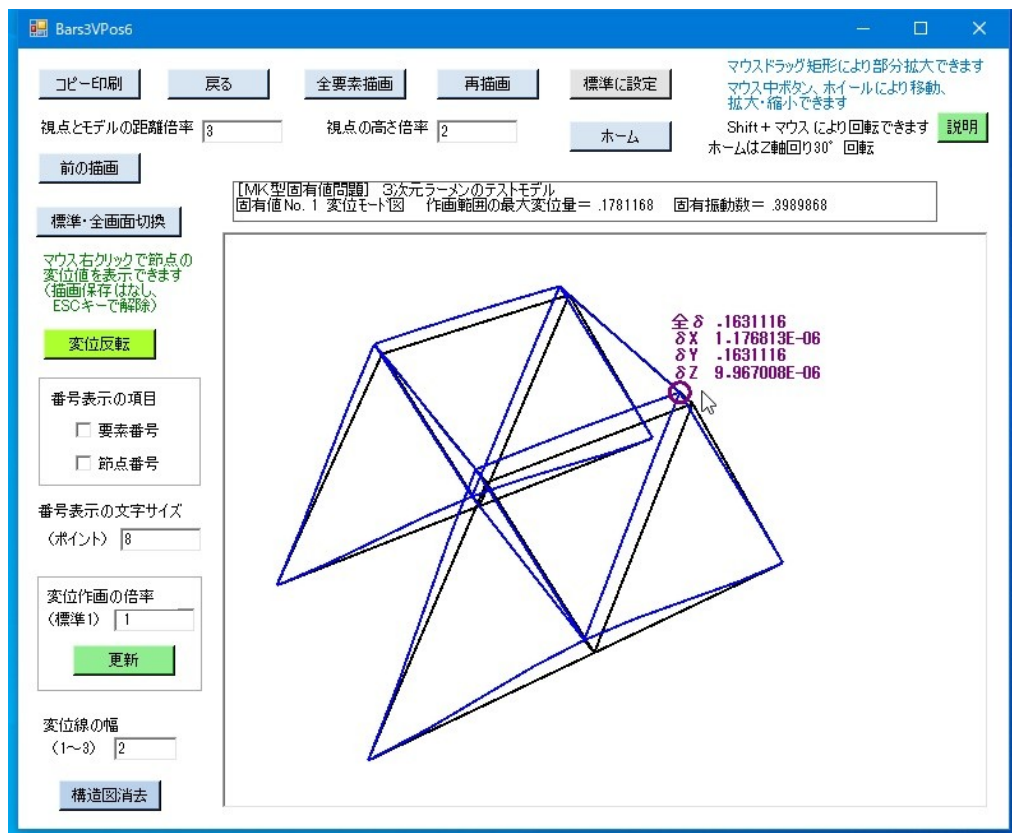 Bars3VPos6
コピー印刷
戻る
全要素描画
再描画
標準に設定
マウスドラッグ矩形により部分拡大できます
マウス中ボタン、ホイールにより移動、
拡大・縮小できます
視点とモデルの距離倍率 3
視点の高さ倍率 2
ホーム
Shift+マウスにより回転できます
説明
ホームはZ軸回り30° 回転
前の描画
[MK型固有値問題] 3次元ラーメンのテストモデル
固有値No. 1 変位モード図 作画範囲の最大変位量= .1781168 固有振動数= .3989868
標準・全画面切換
マウス右クリックで節点の
変位値を表示できます
(描画保存はなし、
ESCキーで解除)
変位反転
全δ .1631116
δX 1.176813E-06
δY .1631116
δZ 9.967008E-06
番号表示の項目
要素番号
節点番号
番号表示の文字サイズ
(ポイント) 8
変位作画の倍率
(標準1) 1
更新
変位線の幅
(1~3) 2
構造図消去